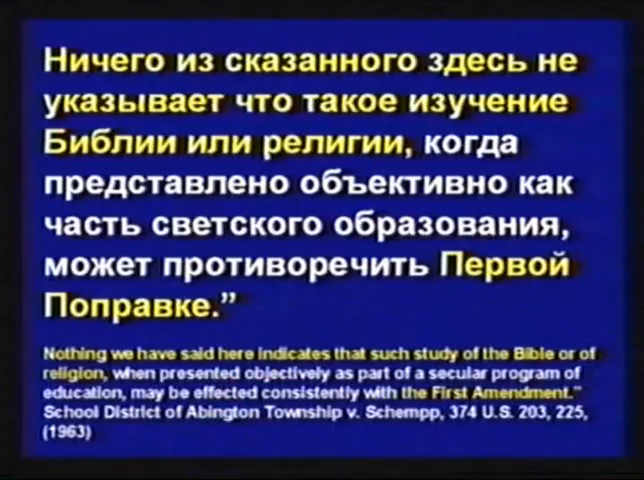 Ничего из сказанного здесь не
указывает что такое изучение
Библии или религии, когда
представлено объективно как
часть светского образования,
может противоречить Первой
Поправке.”
Nothing we have said here indicates that such study of the Bible or of
religion, when presented objectively as part of a secular program of
education, may be effected consistently with the First Amendment.”
School District of Abington Township v. Schempp, 374 U.S. 203, 225,
(1963)